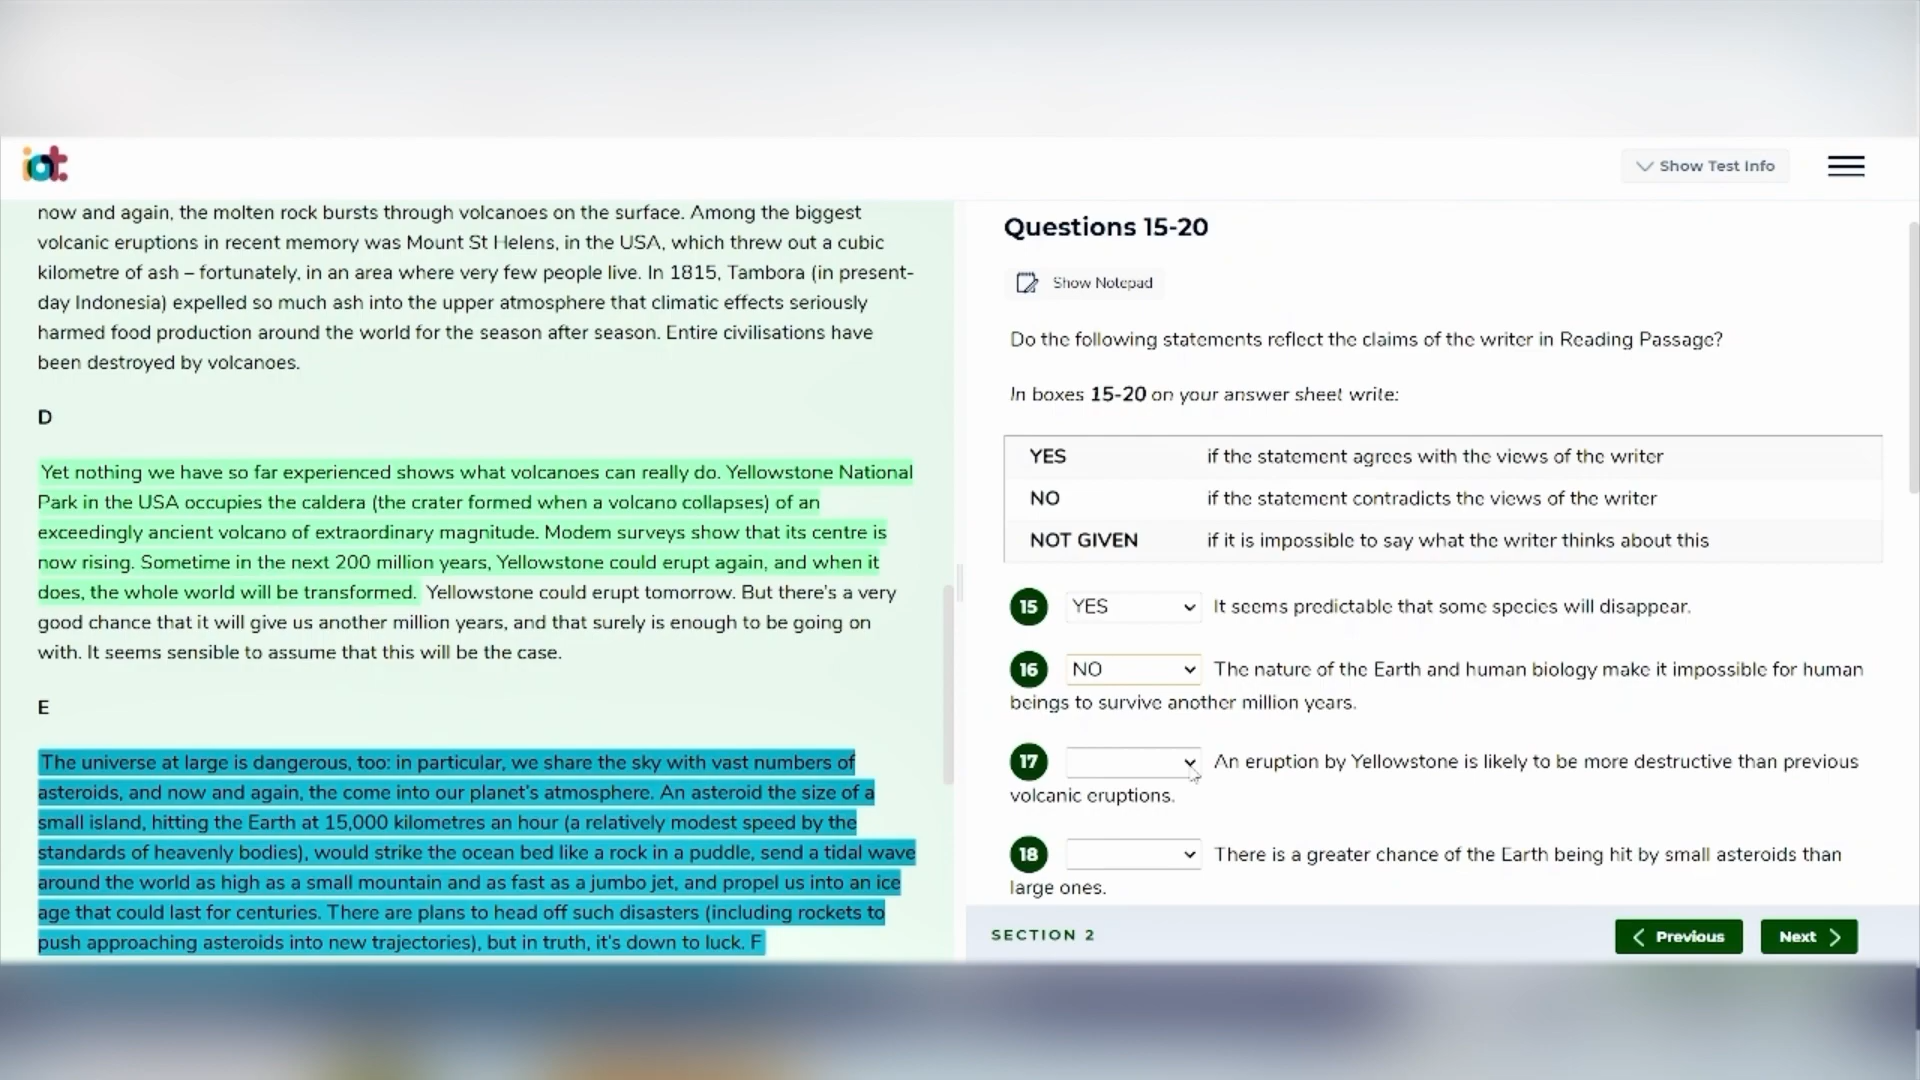 iot
Show Test Info
now and again, the molten rock bursts through volcanoes on the surface. Among the biggest
volcanic eruptions in recent memory was Mount St Helens, in the USA, which threw out a cubic
kilometre of ash – fortunately, in an area where very few people live. In 1815, Tambora (in present-
day Indonesia) expelled so much ash into the upper atmosphere that climatic effects seriously
harmed food production around the world for the season after season. Entire civilisations have
been destroyed by volcanoes.
D
Yet nothing we have so far experienced shows what volcanoes can really do. Yellowstone National
Park in the USA occupies the caldera (the crater formed when a volcano collapses) of an
exceedingly ancient volcano of extraordinary magnitude. Modem surveys show that its centre is
now rising. Sometime in the next 200 million years, Yellowstone could erupt again, and when it
does, the whole world will be transformed. Yellowstone could erupt tomorrow. But there's a very
good chance that it will give us another million years, and that surely is enough to be going on
with. It seems sensible to assume that this will be the case.
E
The universe at large is dangerous, too: in particular, we share the sky with vast numbers of
asteroids, and now and again, the come into our planet's atmosphere. An asteroid the size of a
small island, hitting the Earth at 15,000 kilometres an hour (a relatively modest speed by the
standards of heavenly bodies), would strike the ocean bed like a rock in a puddle, send a tidal wave
around the world as high as a small mountain and as fast as a jumbo jet, and propel us into an ice
age that could last for centuries. There are plans to head off such disasters (including rockets to
push approaching asteroids into new trajectories), but in truth, it's down to luck. F
Questions 15-20
Show Notepad
Do the following statements reflect the claims of the writer in Reading Passage?
In boxes 15-20 on your answer sheet write:
YES if the statement agrees with the views of the writer
NO if the statement contradicts the views of the writer
NOT GIVEN if it is impossible to say what the writer thinks about this
15 YES It seems predictable that some species will disappear.
16 NO The nature of the Earth and human biology make it impossible for human
beings to survive another million years.
17 An eruption by Yellowstone is likely to be more destructive than previous
volcanic eruptions.
18 There is a greater chance of the Earth being hit by small asteroids than
large ones.
SECTION 2
Previous
Next